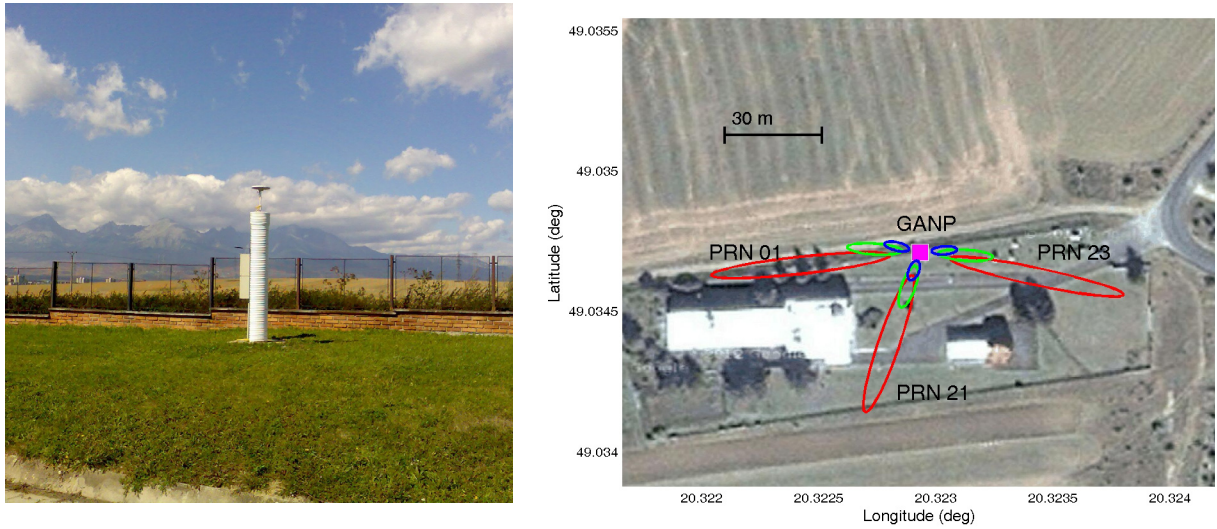 49.0355
49.035
49.0345
49.034
Latitude (deg)
30 m
GANP
PRN 01
PRN 23
PRN 21
20.322
20.3225
20.323
20.3235
20.324
Longitude (deg)